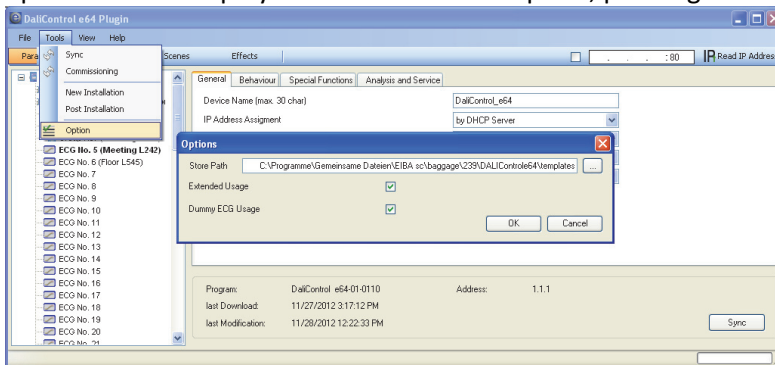 DaliControl e64 Plugin
File Tools View Help
Para Scenes Effects . . . :80 Read IP Addres
Sync
Commissioning
New Installation
Post Installation
Option
General Behaviour Special Functions Analysis and Service
Device Name (max. 30 char) DaliControl_e64
IP Address Assigment by DHCP Server
Options
Store Path C:\Programme\Gemeinsame Dateien\EIBA sc\baggage\239\DALIControle64\templates ...
Extended Usage
Dummy ECG Usage
OK Cancel
ECG No. 5 (Meeting L242)
ECG No. 6 (Floor L545)
ECG No. 7
ECG No. 8
ECG No. 9
ECG No. 10
ECG No. 11
ECG No. 12
ECG No. 13
ECG No. 14
ECG No. 15
ECG No. 16
ECG No. 17
ECG No. 18
ECG No. 19
ECG No. 20
ECG No. 21
Program: DaliControl e64-01-0110 Address: 1.1.1
last Download: 11/27/2012 3:17:12 PM
last Modification: 11/28/2012 12:22:33 PM
Sync